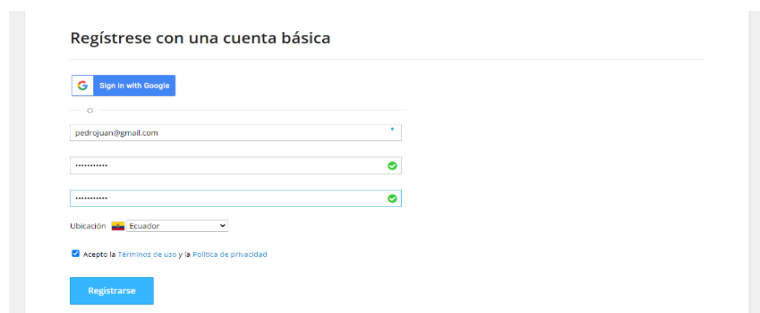 Regístrese con una cuenta básica
G Sign in with Google
O
pedrojuan@gmail.com *
•••••••••••
•••••••••••
Ubicación Ecuador
Acepto la Términos de uso y la Política de privacidad
Registrarse